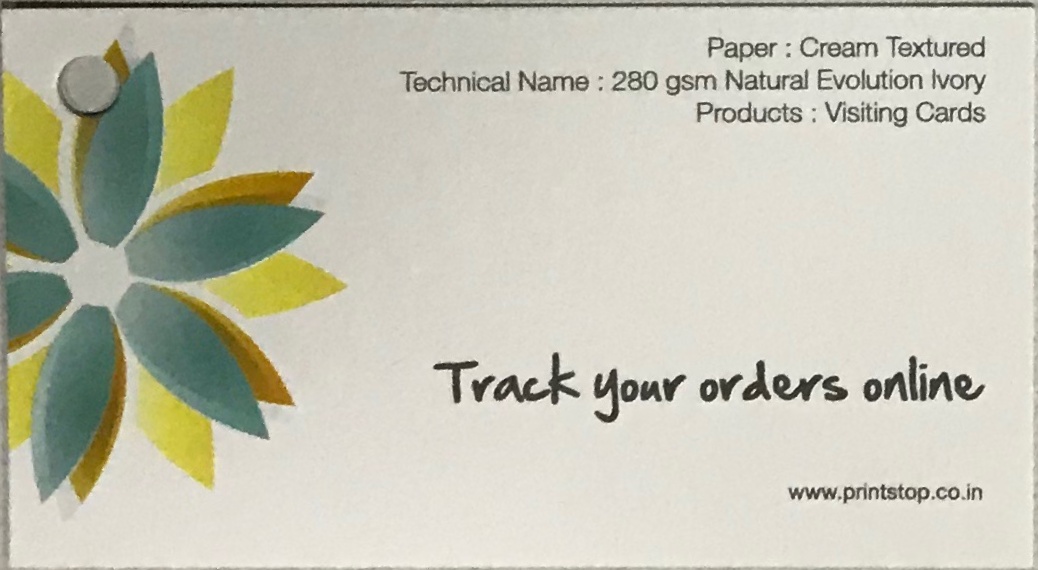 Paper : Cream Textured
Technical Name : 280 gsm Natural Evolution Ivory
Products : Visiting Cards
Track your orders online
www.printstop.co.in